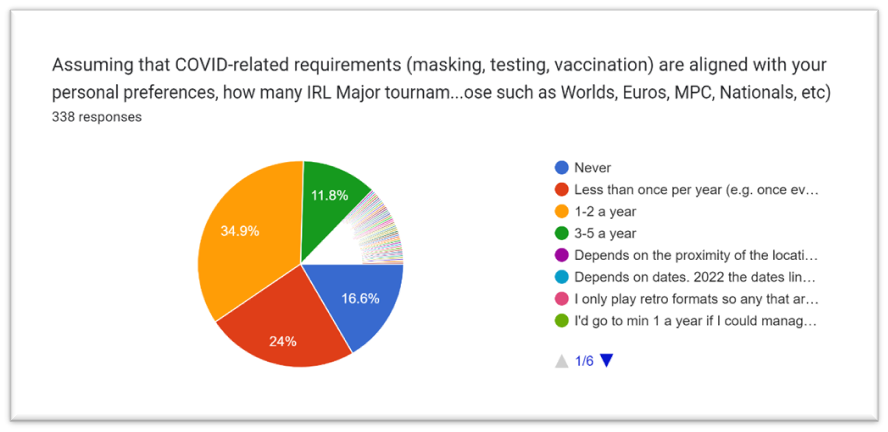 Assuming that COVID-related requirements (masking, testing, vaccination) are aligned with your
personal preferences, how many IRL Major tournam...ose such as Worlds, Euros, MPC, Nationals, etc)
338 responses
11.8%
34.9%
16.6%
24%
Never
Less than once per year (e.g. once ev…
1-2 a year
3-5 a year
Depends on the proximity of the locati…
Depends on dates. 2022 the dates lin…
I only play retro formats so any that ar…
I'd go to min 1 a year if I could manag…
1/6